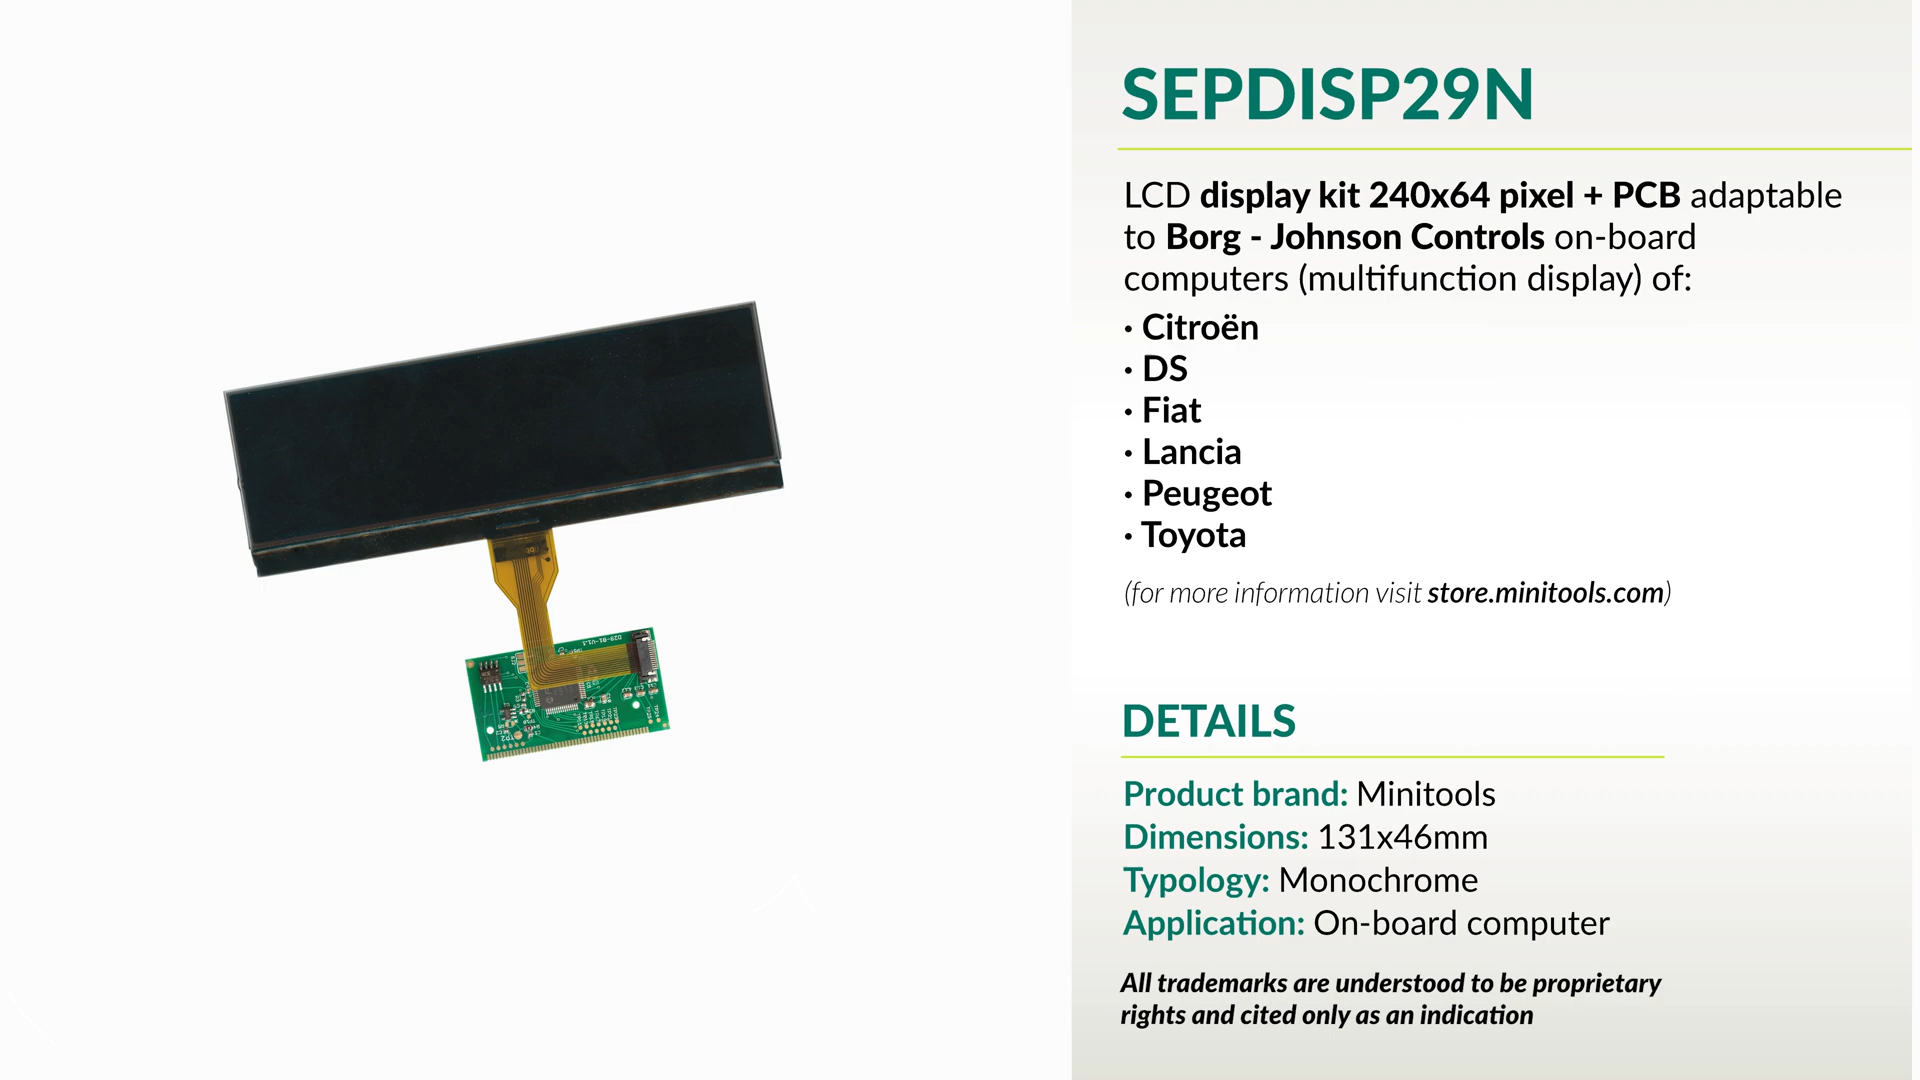 SEPDISP29N
LCD display kit 240x64 pixel + PCB adaptable
to Borg - Johnson Controls on-board
computers (multifunction display) of:
· Citroën
· DS
· Fiat
· Lancia
· Peugeot
· Toyota
(for more information visit store.minitools.com)
DETAILS
Product brand: Minitools
Dimensions: 131x46mm
Typology: Monochrome
Application: On-board computer
All trademarks are understood to be proprietary
rights and cited only as an indication